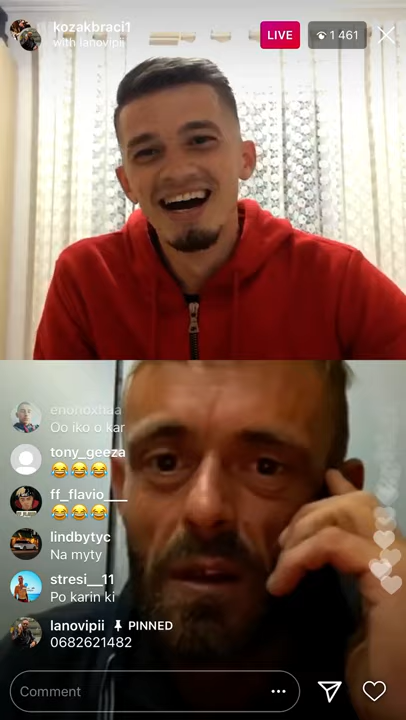 kozakbraci1
with lanovipii
LIVE
1 461
Oo iko o kar
tony_geeza
😂😂😂
ff_flavio___
😂😂😂
lindbytyc
Na myty
stresi__11
Po karin ki
lanovipii PINNED
0682621482
Comment